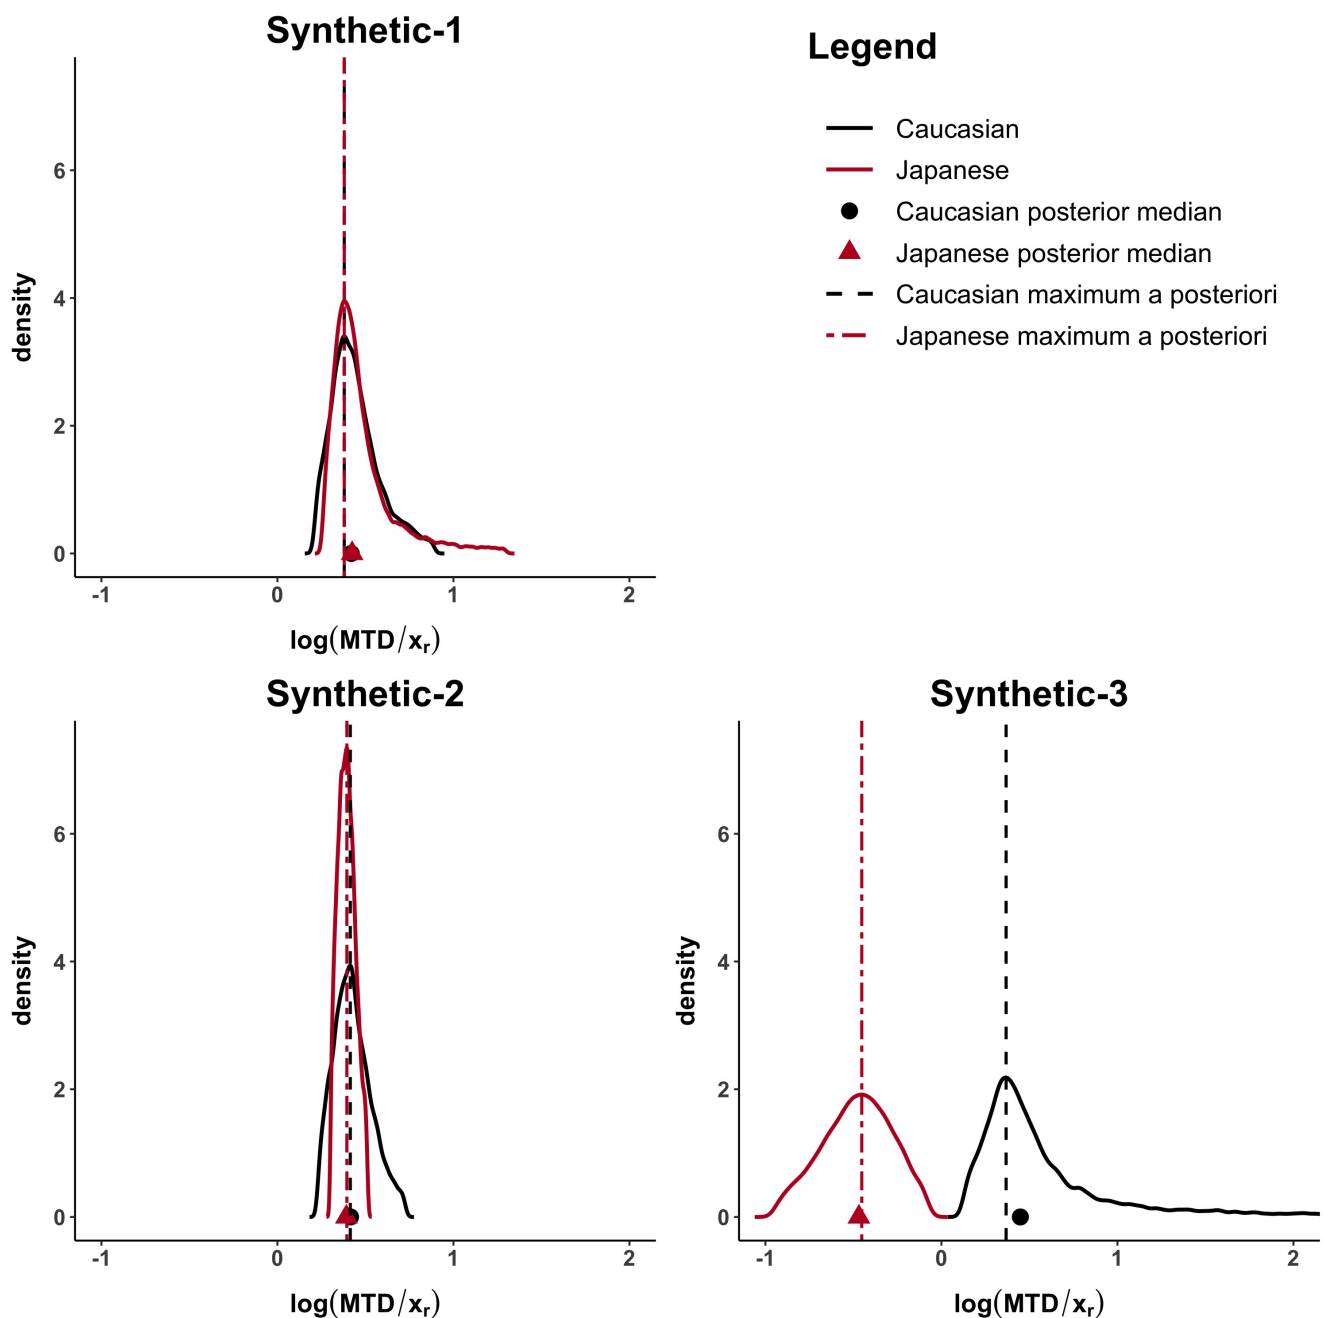 Synthetic-1
density
6
4
2
0
-1 0 1 2
log(MTD/xr)
Legend
Caucasian
Japanese
Caucasian posterior median
Japanese posterior median
Caucasian maximum a posteriori
Japanese maximum a posteriori
Synthetic-2
density
6
4
2
0
-1 0 1 2
log(MTD/xr)
Synthetic-3
density
6
4
2
0
-1 0 1 2
log(MTD/xr)